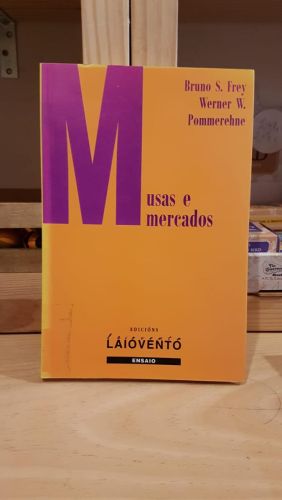 Bruno S. Frey
Werner W.
Pommerehne
Musas e
mercados
EDICIÓNS
LAIOVENTO
ENSAIO